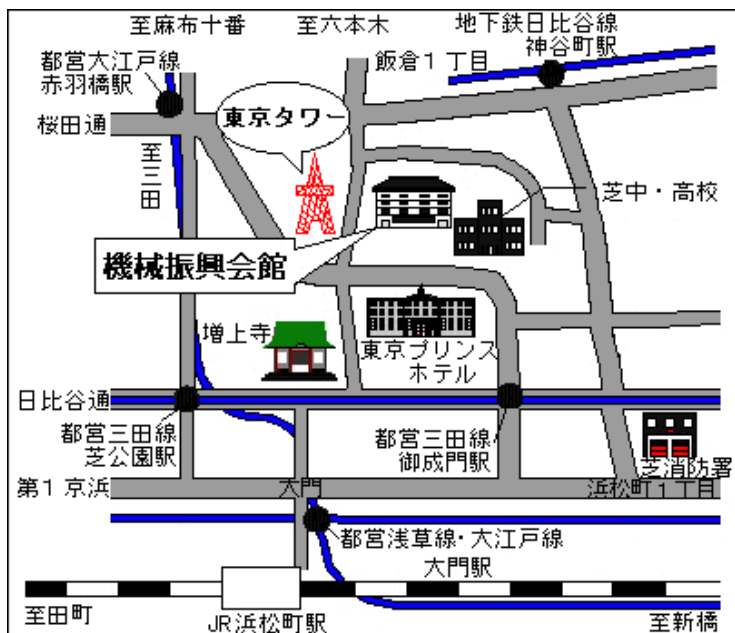 至麻布十番
至六本木
地下鉄日比谷線
神谷町駅
都営大江戸線
赤羽橋駅
飯倉1丁目
桜田通
東京タワー
至三田
芝中・高校
機械振興会館
増上寺
東京プリンス
ホテル
日比谷通
都営三田線
芝公園駅
都営三田線
御成門駅
芝消防署
第1京浜
大門
浜松町1丁目
都営浅草線・大江戸線
大門駅
至田町
JR浜松町駅
至新橋